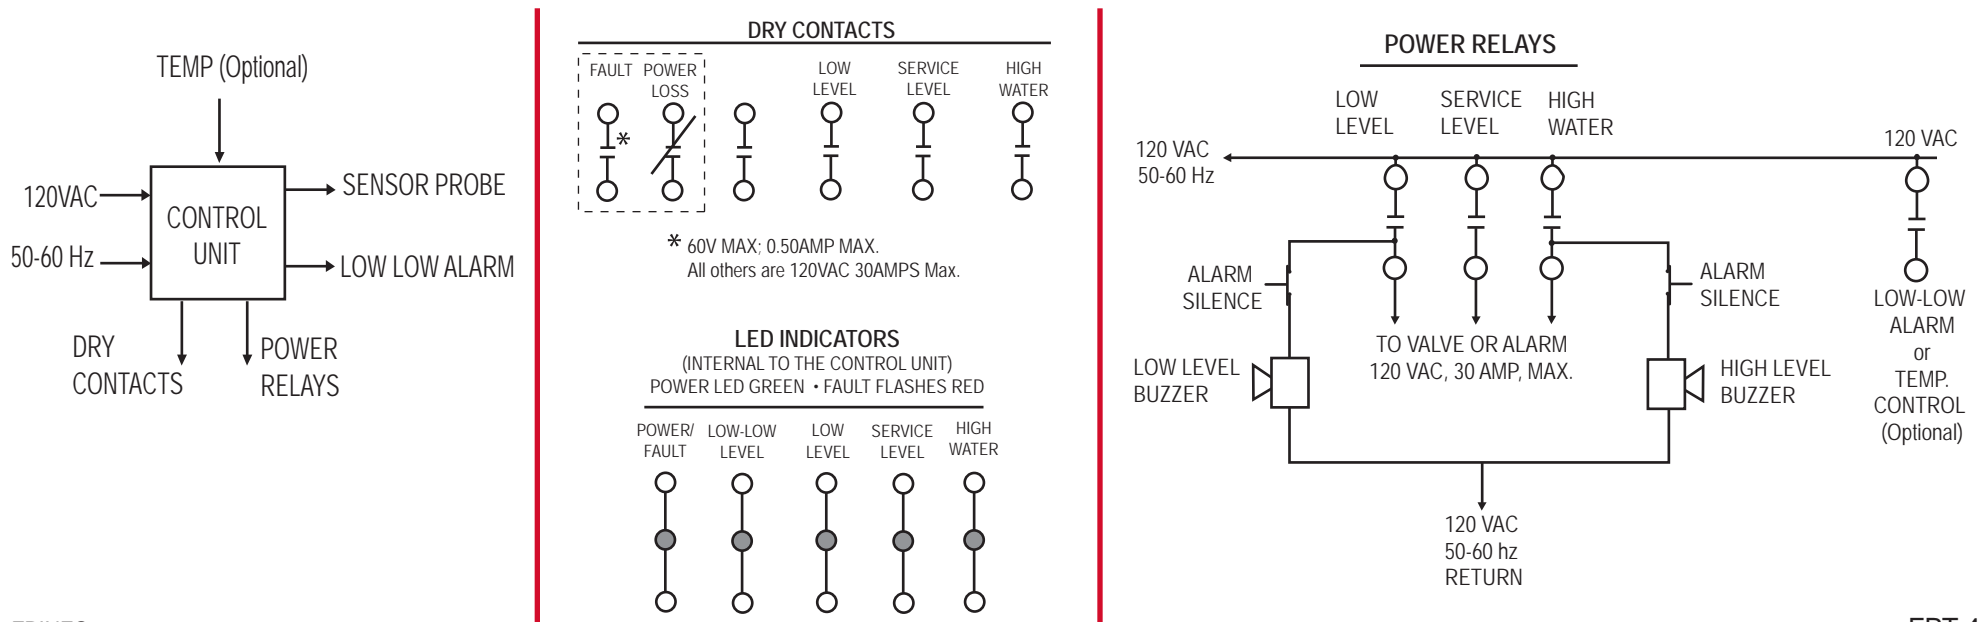 TEMP (Optional)
120VAC
50-60 Hz
CONTROL
UNIT
SENSOR PROBE
LOW LOW ALARM
DRY
CONTACTS
POWER
RELAYS
DRY CONTACTS
FAULT
POWER
LOSS
LOW
LEVEL
SERVICE
LEVEL
HIGH
WATER
*
* 60V MAX; 0.50AMP MAX.
All others are 120VAC 30AMPS Max.
LED INDICATORS
(INTERNAL TO THE CONTROL UNIT)
POWER LED GREEN • FAULT FLASHES RED
POWER/
FAULT
LOW-LOW
LEVEL
LOW
LEVEL
SERVICE
LEVEL
HIGH
WATER
POWER RELAYS
LOW
LEVEL
SERVICE
LEVEL
HIGH
WATER
120 VAC
50-60 Hz
120 VAC
ALARM
SILENCE
ALARM
SILENCE
LOW LEVEL
BUZZER
TO VALVE OR ALARM
120 VAC, 30 AMP, MAX.
HIGH LEVEL
BUZZER
LOW-LOW
ALARM
or
TEMP.
CONTROL
(Optional)
120 VAC
50-60 hz
RETURN